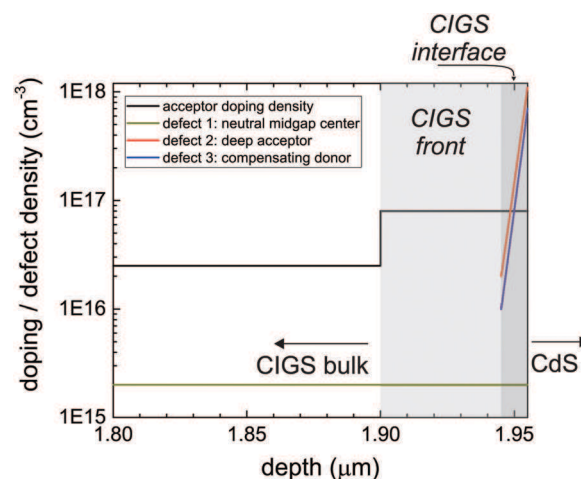 CIGS
interface
1E18
acceptor doping density
defect 1: neutral midgap center
defect 2: deep acceptor
defect 3: compensating donor
CIGS
front
1E17
1E16
CIGS bulk
CdS
1E15
1.80
1.85
1.90
1.95
depth (μm)
doping / defect density (cm⁻³)